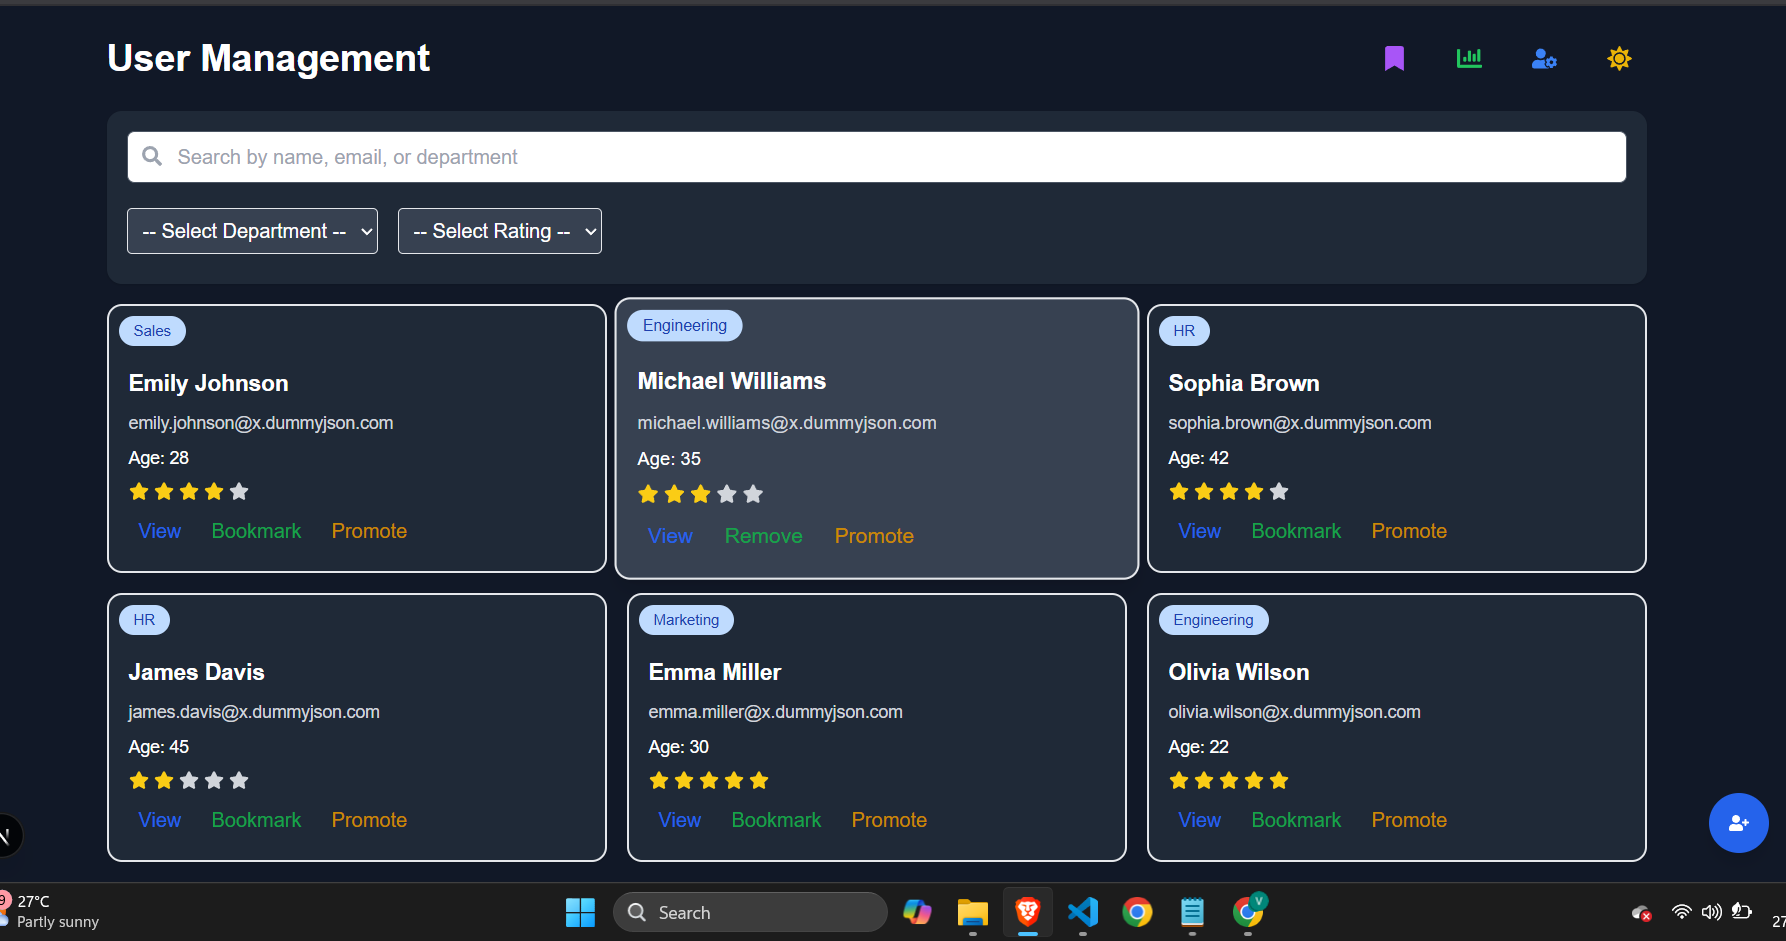 User Management
Search by name, email, or department
-- Select Department --
-- Select Rating --
Sales
Emily Johnson
emily.johnson@x.dummyjson.com
Age: 28
View Bookmark Promote
Engineering
Michael Williams
michael.williams@x.dummyjson.com
Age: 35
View Remove Promote
HR
Sophia Brown
sophia.brown@x.dummyjson.com
Age: 42
View Bookmark Promote
HR
James Davis
james.davis@x.dummyjson.com
Age: 45
View Bookmark Promote
Marketing
Emma Miller
emma.miller@x.dummyjson.com
Age: 30
View Bookmark Promote
Engineering
Olivia Wilson
olivia.wilson@x.dummyjson.com
Age: 22
View Bookmark Promote
N
27°C
Partly sunny
Search
V
27